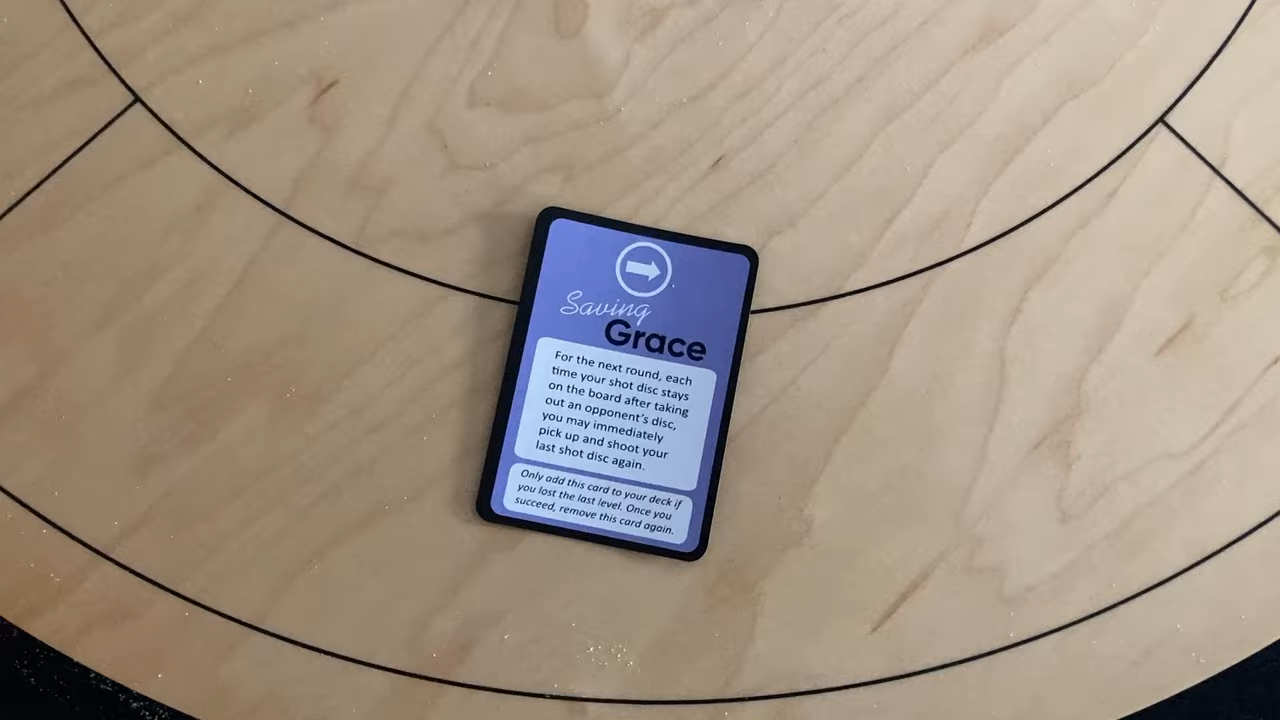 Saving
Grace
For the next round, each
time your shot disc stays
on the board after taking
out an opponent's disc,
you may immediately
pick up and shoot your
last shot disc again.
Only add this card to your deck if
you lost the last level. Once you
succeed, remove this card again.